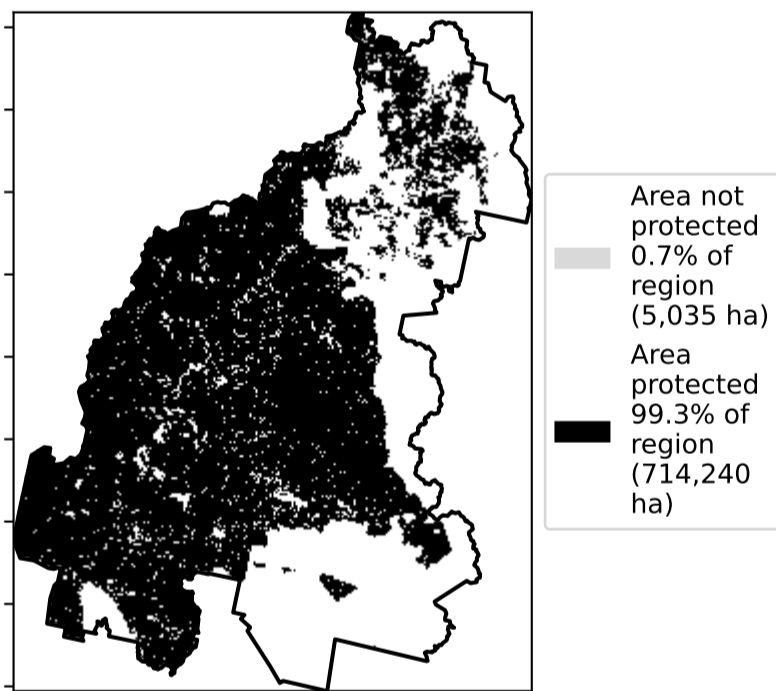 Area not
protected
0.7% of
region
(5,035 ha)
Area
protected
99.3% of
region
(714,240
ha)